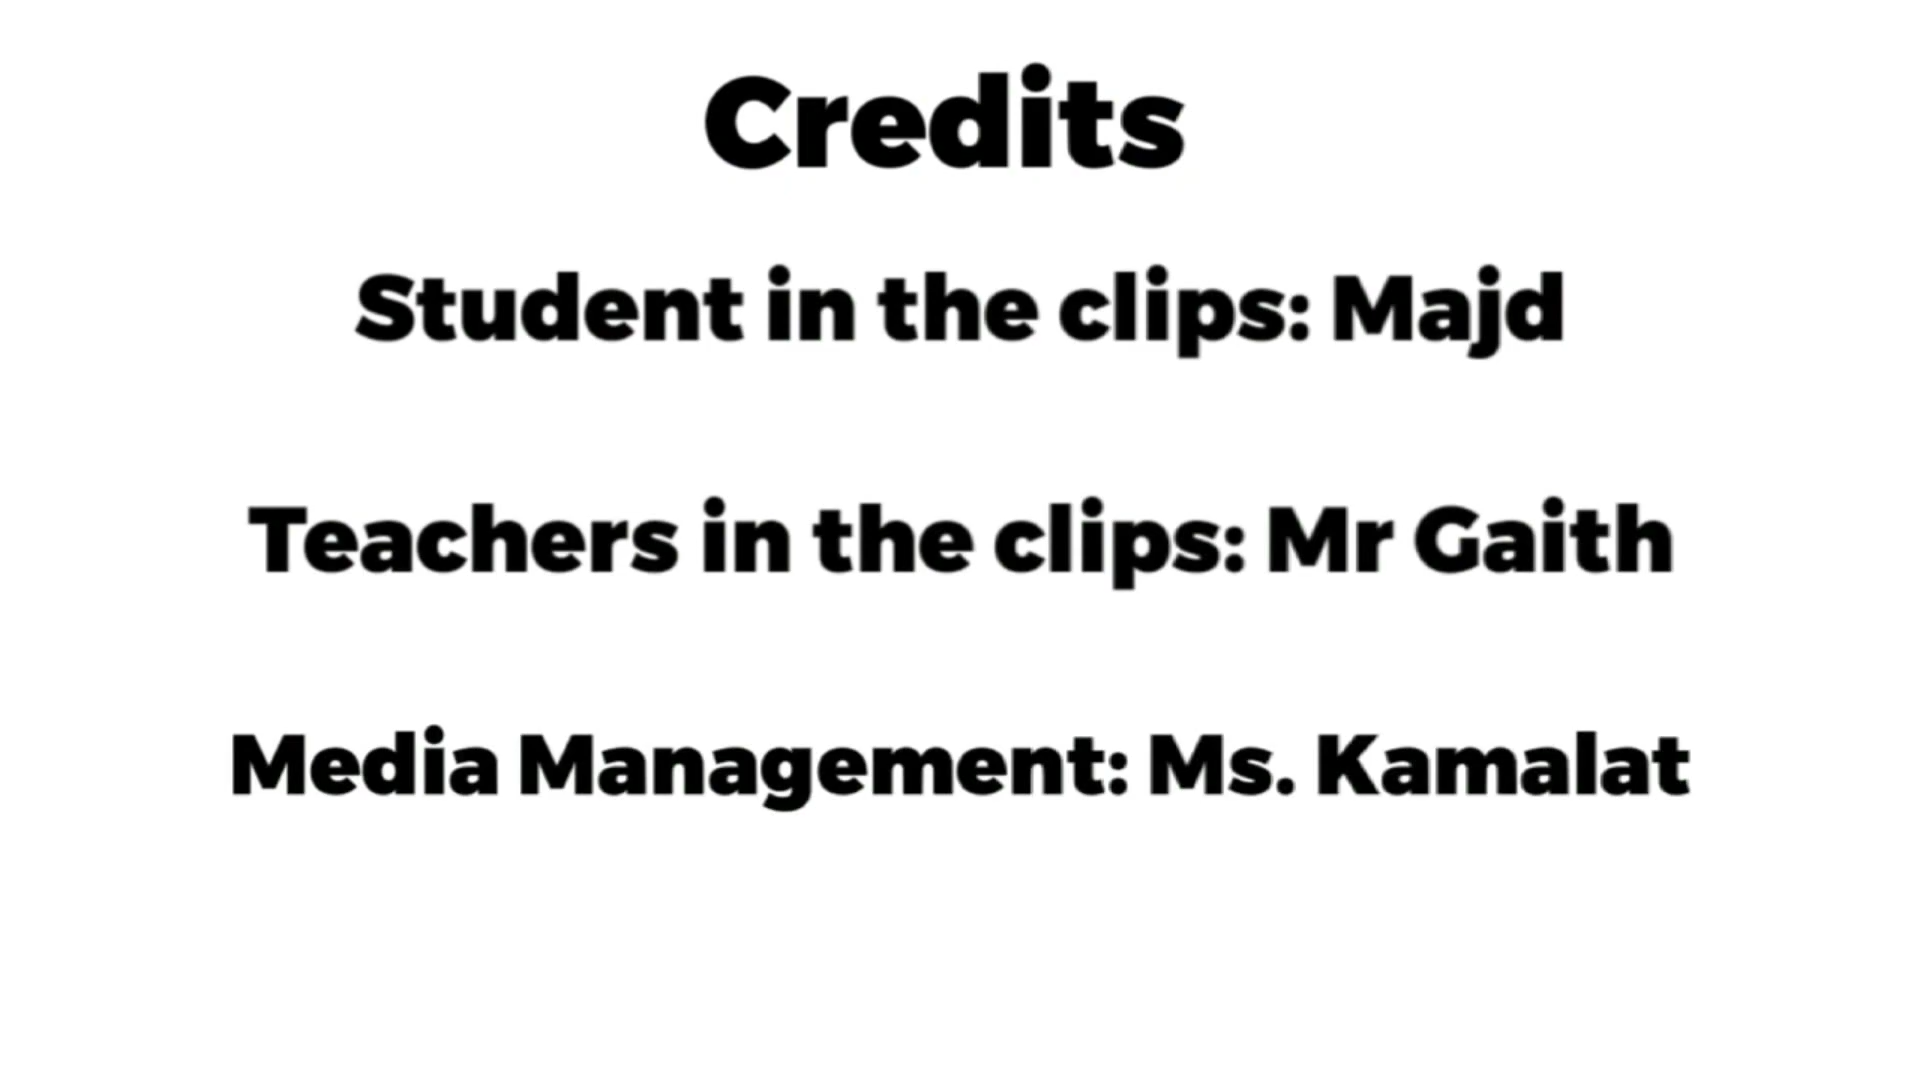 Credits
Student in the clips: Majd
Teachers in the clips: Mr Gaith
Media Management: Ms. Kamalat